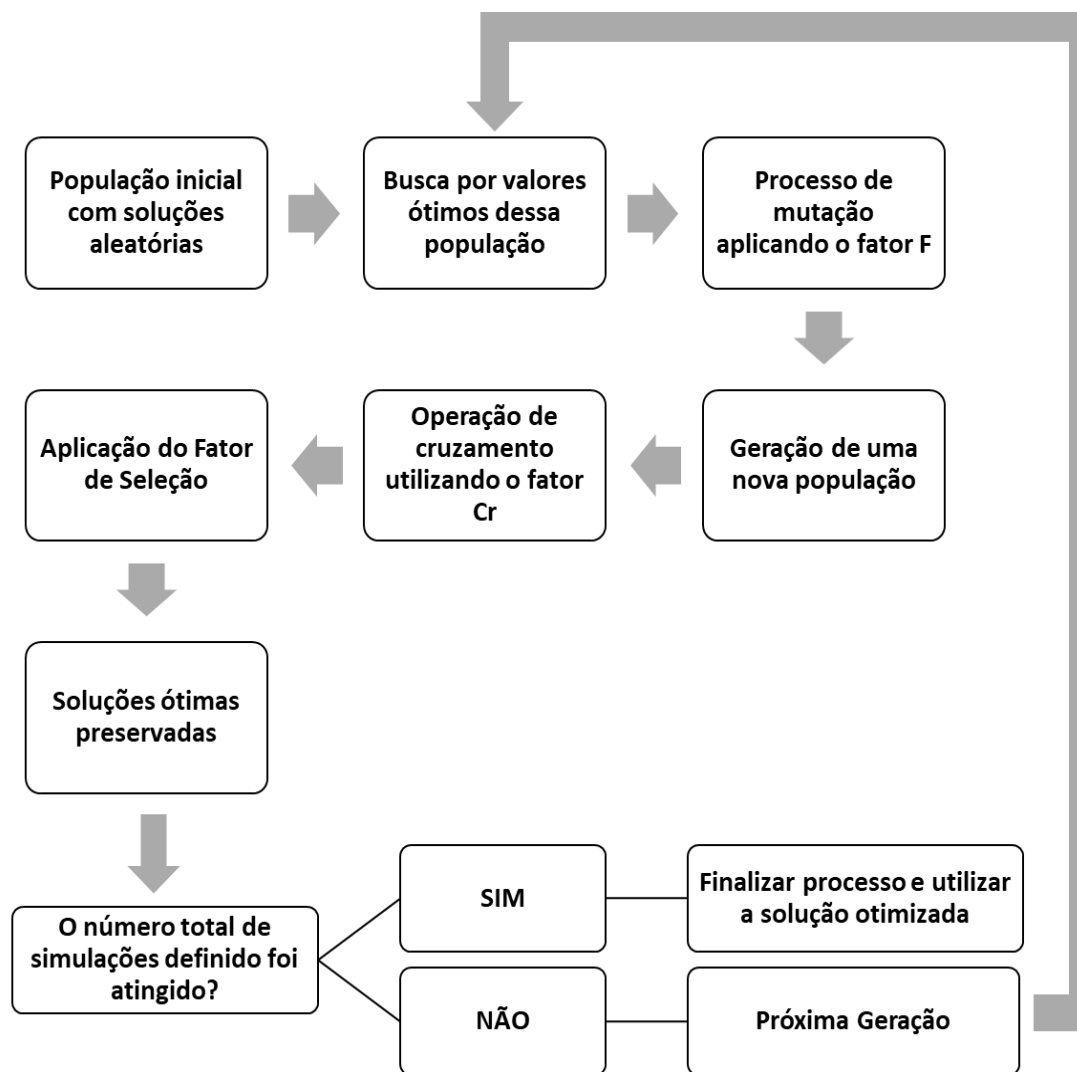 População inicial
com soluções
aleatórias
Busca por valores
ótimos dessa
população
Processo de
mutação
aplicando o fator F
Geração de uma
nova população
Operação de
cruzamento
utilizando o fator
Cr
Aplicação do Fator
de Seleção
Soluções ótimas
preservadas
O número total de
simulações definido foi
atingido?
SIM
Finalizar processo e utilizar
a solução otimizada
NÃO
Próxima Geração